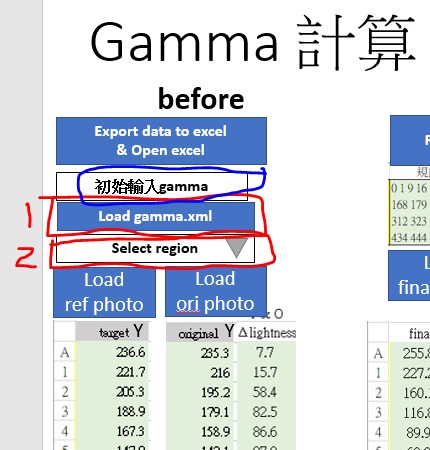 Gamma 計算
before
Export data to excel
& Open excel
初始輸入gamma
1
Load gamma.xml
2
Select region
Load
ref photo
Load
ori photo
target Y
original Y
Δ lightness
A 236.6 235.3 7.7
1 221.7 216 15.7
2 205.3 195.2 58.4
3 188.9 179.1 82.5
4 167.3 158.9 86.6
0 1 9 16
168 179
312 323
434 444
fina
fina
A 255.8
1 227.2
2 160.
3 116.8
4 89.9